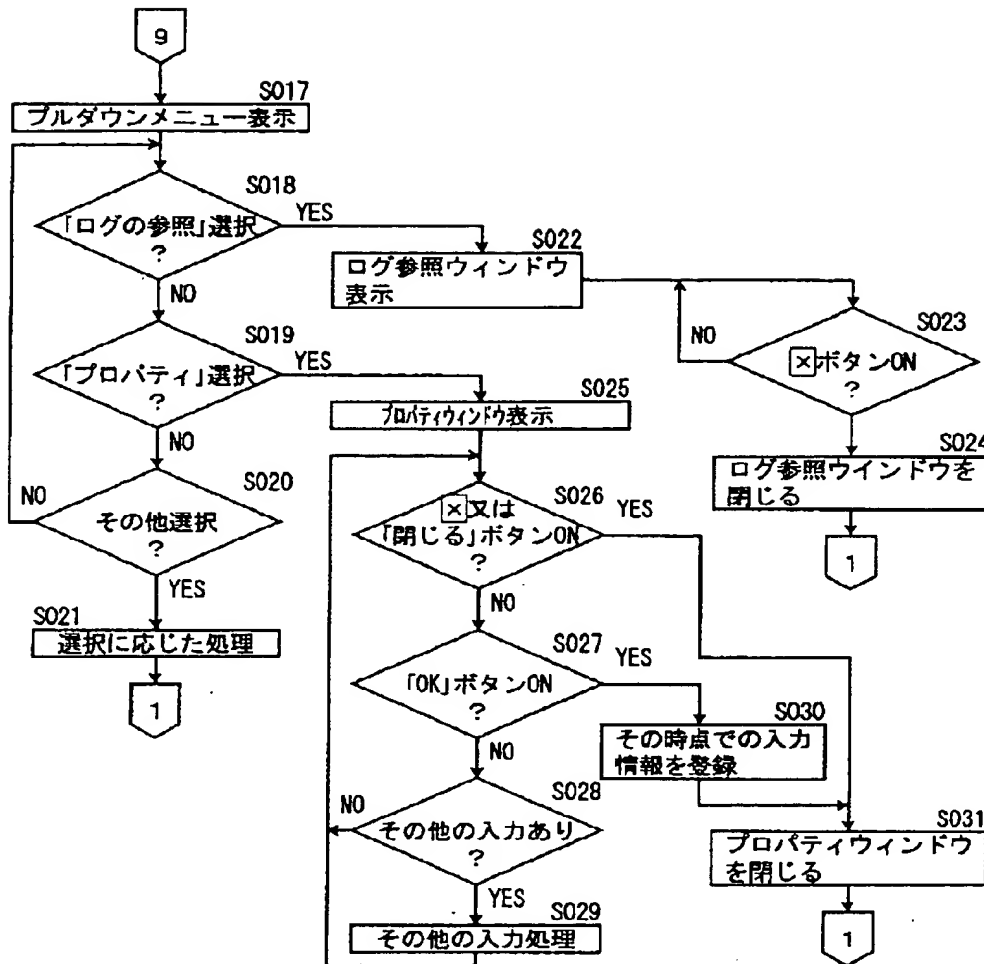 9
S017
プルダウンメニュー表示
S018
「ログの参照」選択
?
YES
NO
S022
ログ参照ウィンドウ
表示
S023
NO
×ボタンON
?
S019
「プロパティ」選択
?
YES
NO
S025
プロパティウィンドウ表示
S024
ログ参照ウインドウを
閉じる
1
S020
NO
その他選択
?
YES
S026
×又は
「閉じる」ボタンON
?
YES
NO
S021
選択に応じた処理
1
S027
「OK」ボタンON
?
YES
NO
S030
その時点での入力
情報を登録
S028
NO
その他の入力あり
?
YES
S031
プロパティウィンドウ
を閉じる
1
S029
その他の入力処理